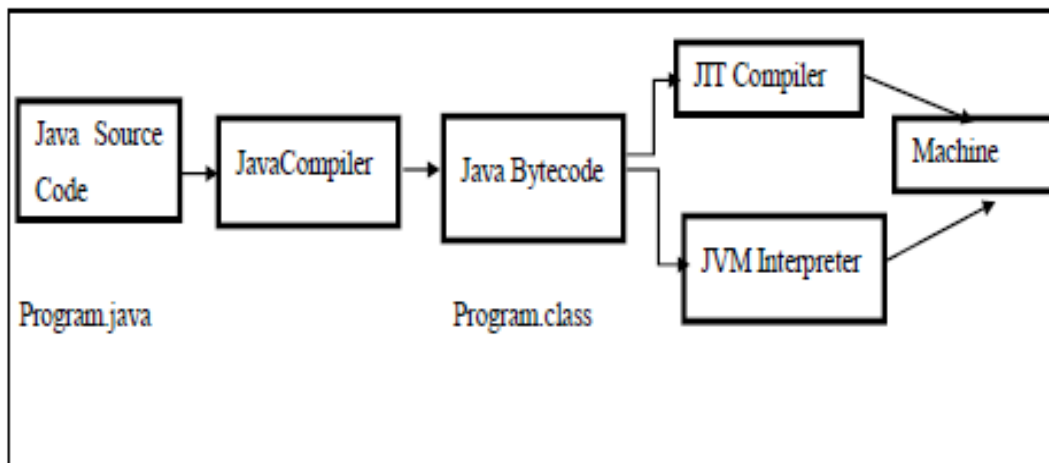 Java Source
Code
JavaCompiler
Java Bytecode
JIT Compiler
JVM Interpreter
Machine
Program.java
Program.class